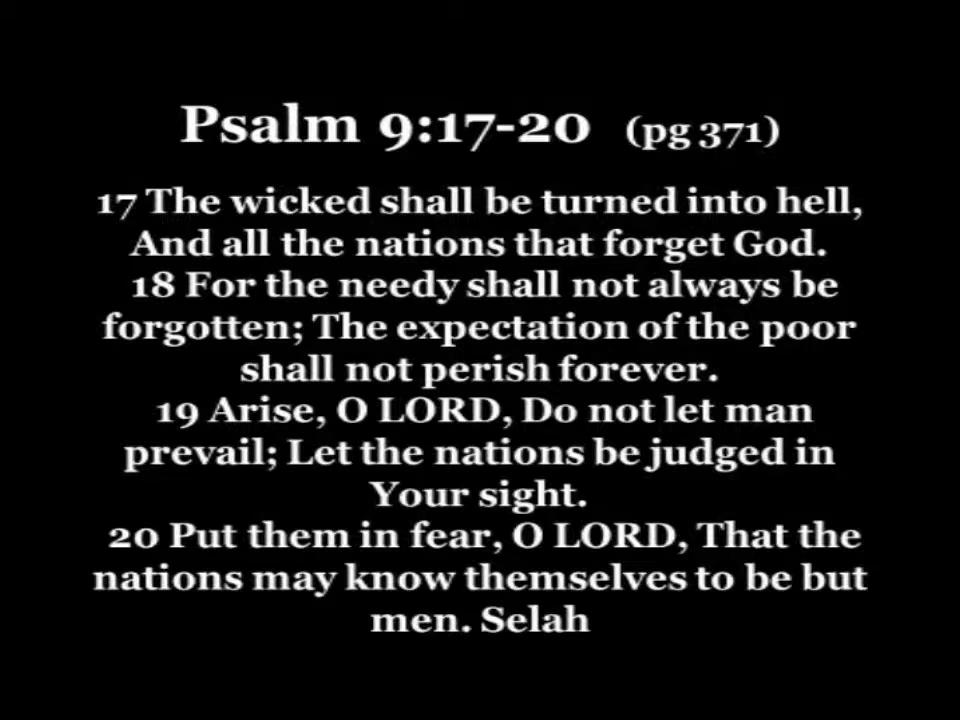 Psalm 9:17-20 (pg 371)
17 The wicked shall be turned into hell,
And all the nations that forget God.
18 For the needy shall not always be
forgotten; The expectation of the poor
shall not perish forever.
19 Arise, O LORD, Do not let man
prevail; Let the nations be judged in
Your sight.
20 Put them in fear, O LORD, That the
nations may know themselves to be but
men. Selah